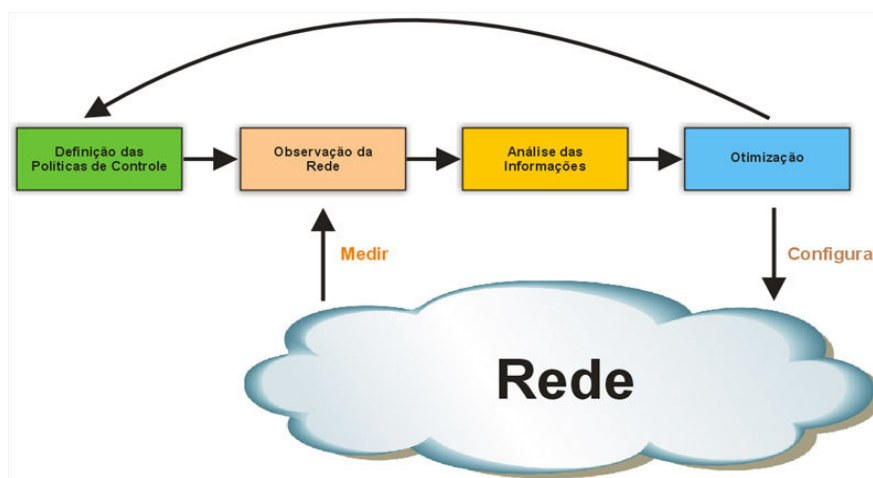 Definição das
Políticas de Controle
Observação da
Rede
Análise das
Informações
Otimização
Medir
Configura
Rede